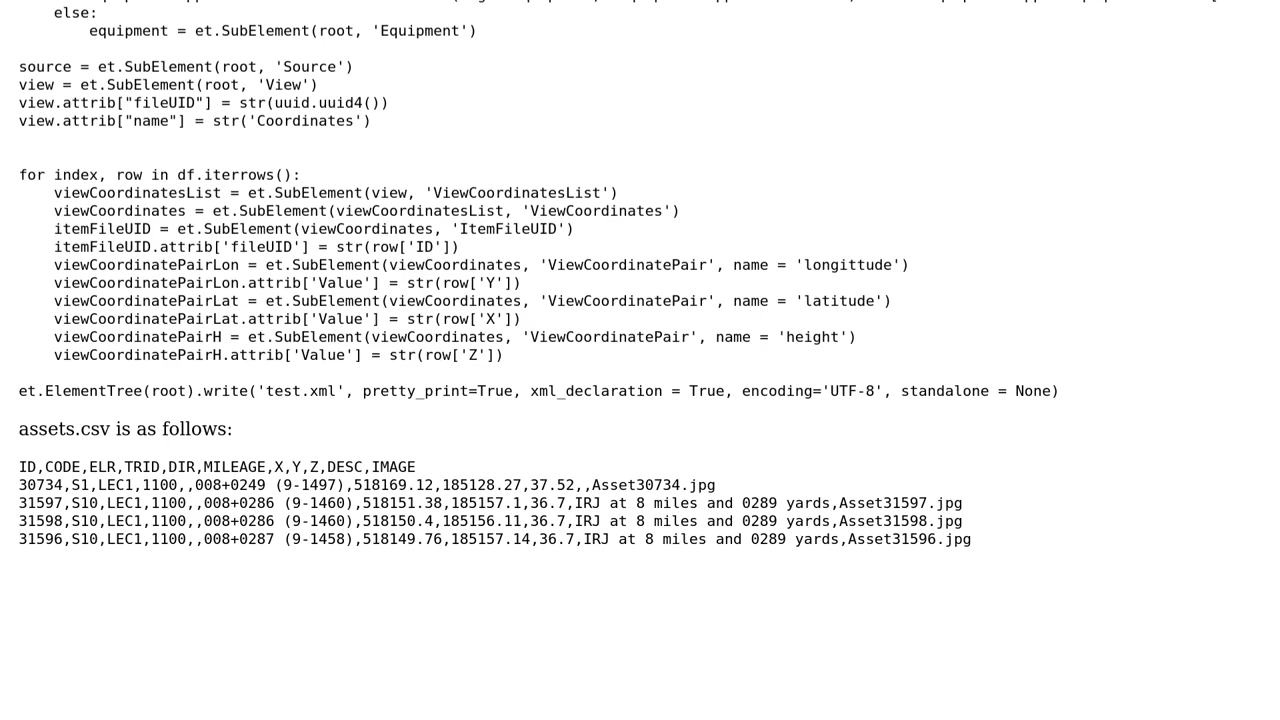 else:
equipment = et.SubElement(root, 'Equipment')
source = et.SubElement(root, 'Source')
view = et.SubElement(root, 'View')
view.attrib["fileUID"] = str(uuid.uuid4())
view.attrib["name"] = str('Coordinates')
for index, row in df.iterrows():
viewCoordinatesList = et.SubElement(view, 'ViewCoordinatesList')
viewCoordinates = et.SubElement(viewCoordinatesList, 'ViewCoordinates')
itemFileUID = et.SubElement(viewCoordinates, 'ItemFileUID')
itemFileUID.attrib['fileUID'] = str(row['ID'])
viewCoordinatePairLon = et.SubElement(viewCoordinates, 'ViewCoordinatePair', name = 'longittude')
viewCoordinatePairLon.attrib['Value'] = str(row['Y'])
viewCoordinatePairLat = et.SubElement(viewCoordinates, 'ViewCoordinatePair', name = 'latitude')
viewCoordinatePairLat.attrib['Value'] = str(row['X'])
viewCoordinatePairH = et.SubElement(viewCoordinates, 'ViewCoordinatePair', name = 'height')
viewCoordinatePairH.attrib['Value'] = str(row['Z'])
et.ElementTree(root).write('test.xml', pretty_print=True, xml_declaration = True, encoding='UTF-8', standalone = None)
assets.csv is as follows:
ID,CODE,ELR,TRID,DIR,MILEAGE,X,Y,Z,DESC,IMAGE
30734,S1,LEC1,1100,,008+0249 (9-1497),518169.12,185128.27,37.52,,Asset30734.jpg
31597,S10,LEC1,1100,,008+0286 (9-1460),518151.38,185157.1,36.7,IRJ at 8 miles and 0289 yards,Asset31597.jpg
31598,S10,LEC1,1100,,008+0286 (9-1460),518150.4,185156.11,36.7,IRJ at 8 miles and 0289 yards,Asset31598.jpg
31596,S10,LEC1,1100,,008+0287 (9-1458),518149.76,185157.14,36.7,IRJ at 8 miles and 0289 yards,Asset31596.jpg